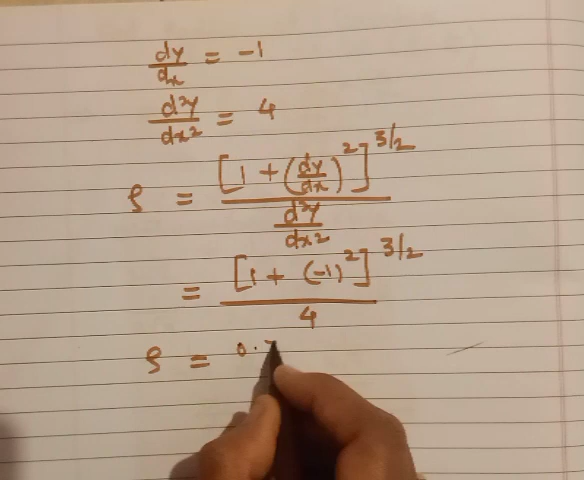 dy/dx = -1
d²y/dx² = 4
ρ = [1 + (dy/dx)²]^3/2 / d²y/dx²
= [1 + (-1)²]^3/2 / 4
ρ = 0.